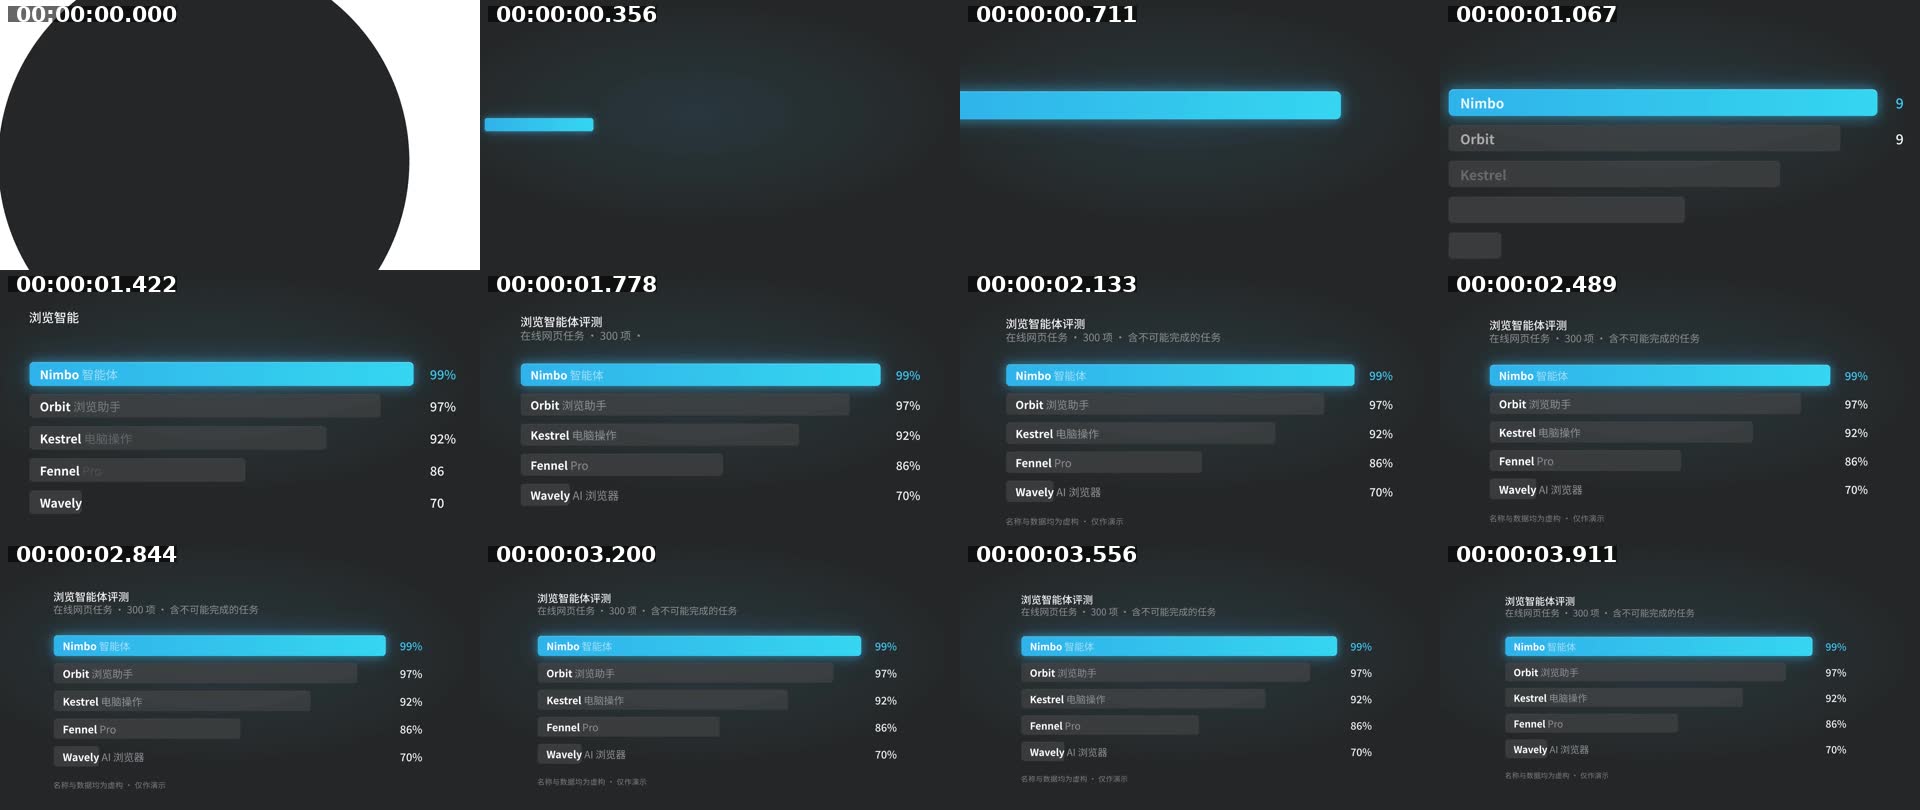 00:00:00.000
00:00:00.356
00:00:00.711
00:00:01.067
Nimbo 9
Orbit 9
Kestrel
00:00:01.422
浏览智能
Nimbo 智能体 99%
Orbit 浏览助手 97%
Kestrel 电脑操作 92%
Fennel Pro 86
Wavely 70
00:00:01.778
浏览智能体评测
在线网页任务 · 300 项 ·
Nimbo 智能体 99%
Orbit 浏览助手 97%
Kestrel 电脑操作 92%
Fennel Pro 86%
Wavely AI 浏览器 70%
00:00:02.133
浏览智能体评测
在线网页任务 · 300 项 · 含不可能完成的任务
Nimbo 智能体 99%
Orbit 浏览助手 97%
Kestrel 电脑操作 92%
Fennel Pro 86%
Wavely AI 浏览器 70%
名称与数据均为虚构 · 仅作演示
00:00:02.489
浏览智能体评测
在线网页任务 · 300 项 · 含不可能完成的任务
Nimbo 智能体 99%
Orbit 浏览助手 97%
Kestrel 电脑操作 92%
Fennel Pro 86%
Wavely AI 浏览器 70%
名称与数据均为虚构 · 仅作演示
00:00:02.844
浏览智能体评测
在线网页任务 · 300 项 · 含不可能完成的任务
Nimbo 智能体 99%
Orbit 浏览助手 97%
Kestrel 电脑操作 92%
Fennel Pro 86%
Wavely AI 浏览器 70%
名称与数据均为虚构 · 仅作演示
00:00:03.200
浏览智能体评测
在线网页任务 · 300 项 · 含不可能完成的任务
Nimbo 智能体 99%
Orbit 浏览助手 97%
Kestrel 电脑操作 92%
Fennel Pro 86%
Wavely AI 浏览器 70%
名称与数据均为虚构 · 仅作演示
00:00:03.556
浏览智能体评测
在线网页任务 · 300 项 · 含不可能完成的任务
Nimbo 智能体 99%
Orbit 浏览助手 97%
Kestrel 电脑操作 92%
Fennel Pro 86%
Wavely AI 浏览器 70%
名称与数据均为虚构 · 仅作演示
00:00:03.911
浏览智能体评测
在线网页任务 · 300 项 · 含不可能完成的任务
Nimbo 智能体 99%
Orbit 浏览助手 97%
Kestrel 电脑操作 92%
Fennel Pro 86%
Wavely AI 浏览器 70%
名称与数据均为虚构 · 仅作演示